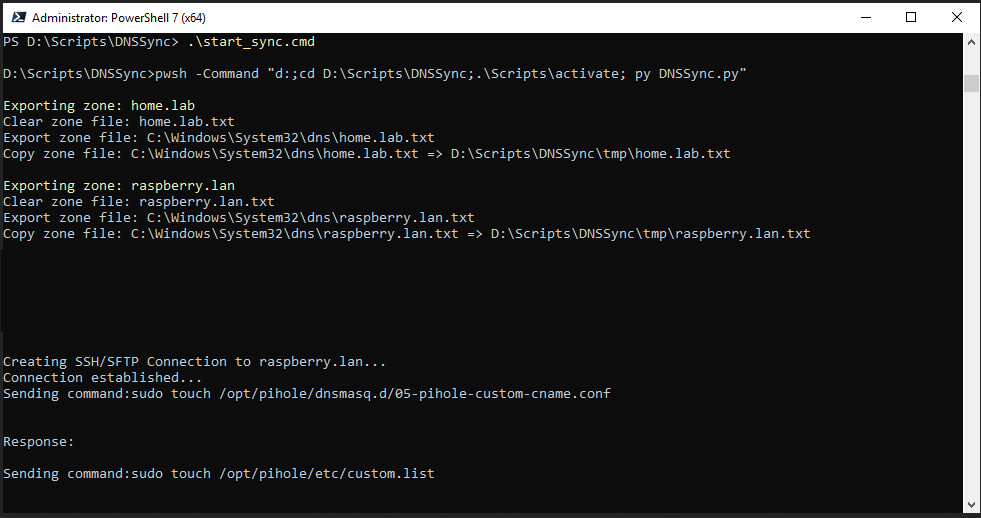 Administrator: PowerShell 7 (x64)
PS D:\Scripts\DNSSync> .\start_sync.cmd
D:\Scripts\DNSSync>pwsh -Command "d:;cd D:\Scripts\DNSSync;.\Scripts\activate; py DNSSync.py"
Exporting zone: home.lab
Clear zone file: home.lab.txt
Export zone file: C:\Windows\System32\dns\home.lab.txt
Copy zone file: C:\Windows\System32\dns\home.lab.txt => D:\Scripts\DNSSync\tmp\home.lab.txt
Exporting zone: raspberry.lan
Clear zone file: raspberry.lan.txt
Export zone file: C:\Windows\System32\dns\raspberry.lan.txt
Copy zone file: C:\Windows\System32\dns\raspberry.lan.txt => D:\Scripts\DNSSync\tmp\raspberry.lan.txt
Creating SSH/SFTP Connection to raspberry.lan...
Connection established...
Sending command:sudo touch /opt/pihole/dnsmasq.d/05-pihole-custom-cname.conf
Response:
Sending command:sudo touch /opt/pihole/etc/custom.list